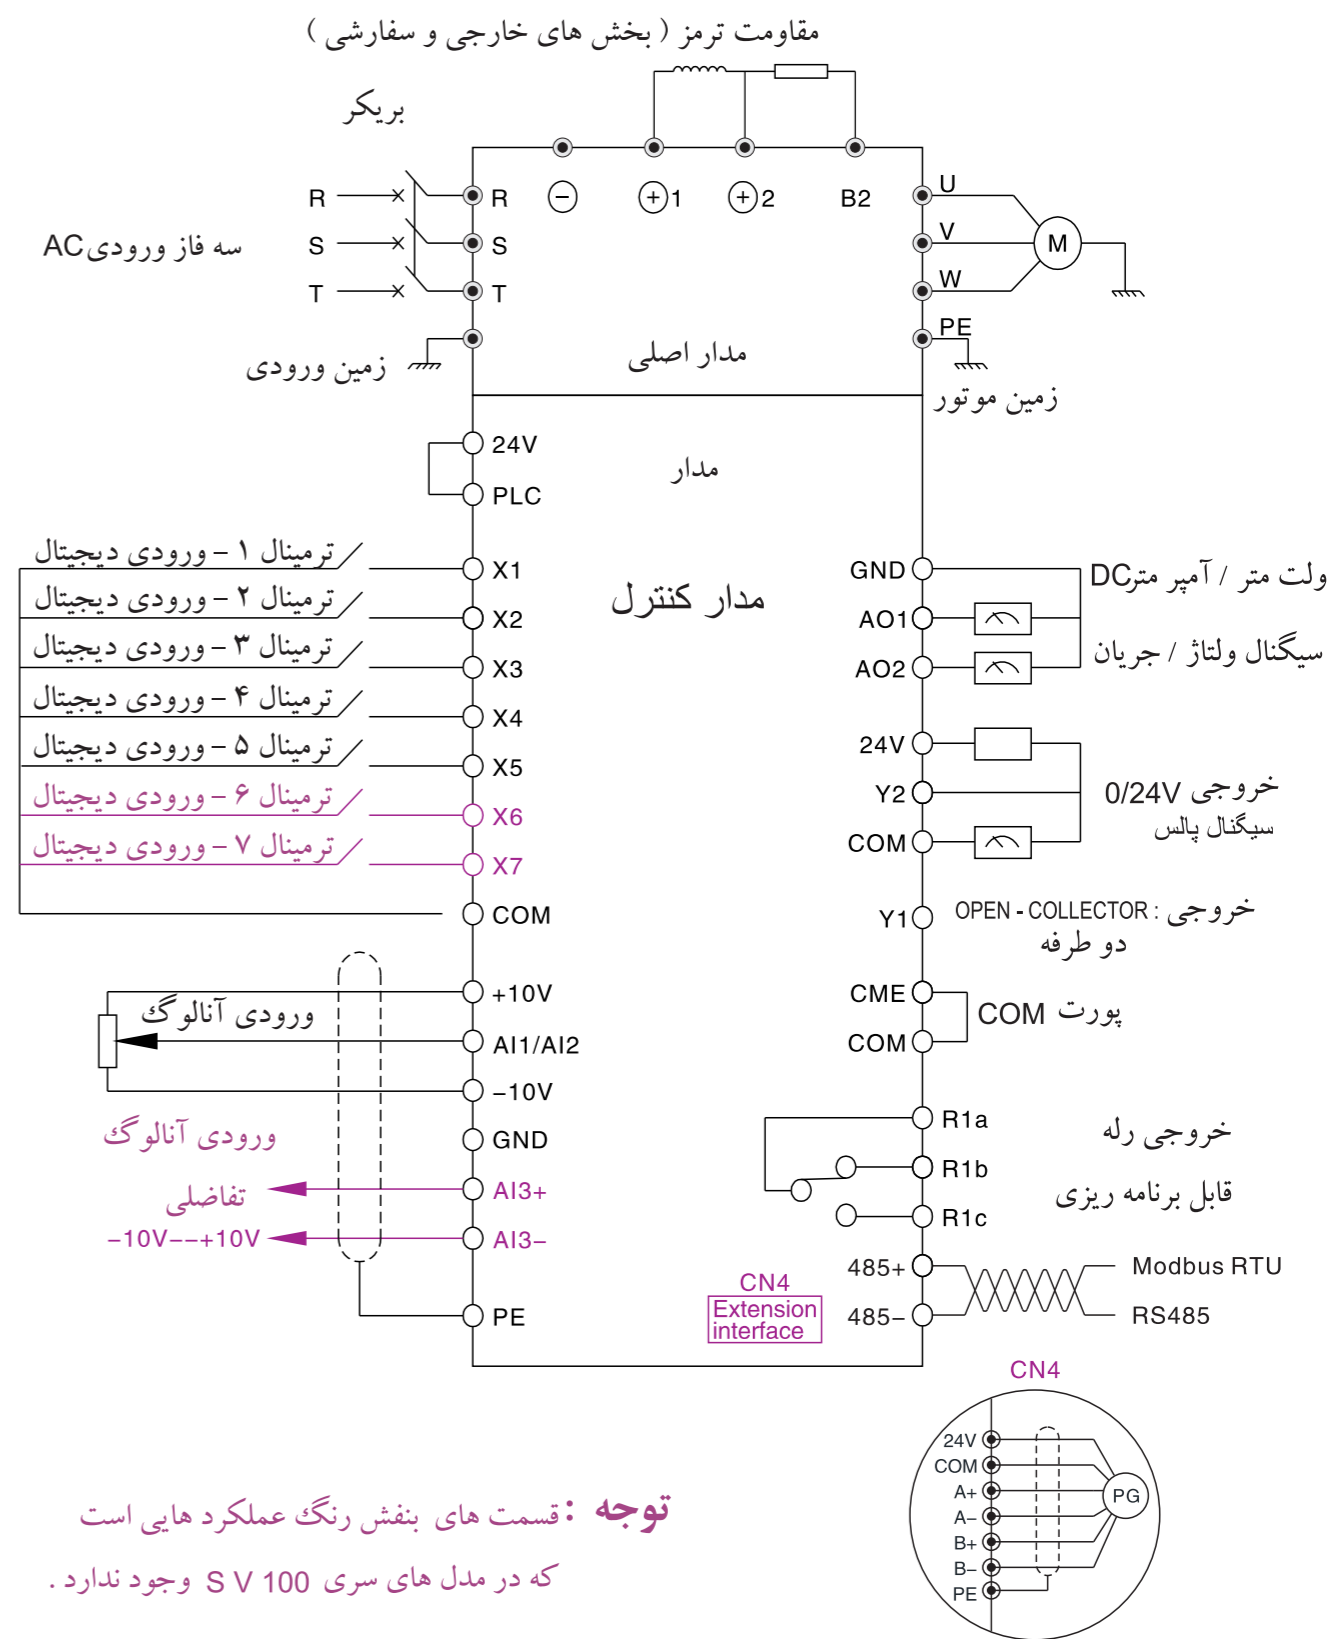 مقاومت ترمز ( بخش های خارجی و سفارشی )
بریکر
R
S
T
سه فاز ورودی AC
R
S
T
−
+ 1
+ 2
B2
U
V
W
M
PE
زمین ورودی
مدار اصلی
زمین موتور
24V
PLC
مدار
مدار کنترل
ترمینال ۱ – ورودی دیجیتال
X1
ترمینال ۲ – ورودی دیجیتال
X2
ترمینال ۳ – ورودی دیجیتال
X3
ترمینال ۴ – ورودی دیجیتال
X4
ترمینال ۵ – ورودی دیجیتال
X5
ترمینال ۶ – ورودی دیجیتال
X6
ترمینال ۷ – ورودی دیجیتال
X7
COM
GND
AO1
AO2
ولت متر / آمپر متر DC
سیگنال ولتاژ / جریان
24V
Y2
COM
خروجی 0/24V
سیگنال پالس
Y1
خروجی : OPEN - COLLECTOR
دو طرفه
CME
COM
پورت COM
+10V
ورودی آنالوگ
AI1/AI2
−10V
GND
ورودی آنالوگ
تفاضلی
−10V−−+10V
AI3+
AI3−
PE
R1a
R1b
R1c
خروجی رله
قابل برنامه ریزی
485+
485−
Modbus RTU
RS485
CN4
Extension
interface
CN4
24V
COM
A+
A−
B+
B−
PE
PG
توجه : قسمت های بنفش رنگ عملکرد هایی است
که در مدل های سری S V 100 وجود ندارد .